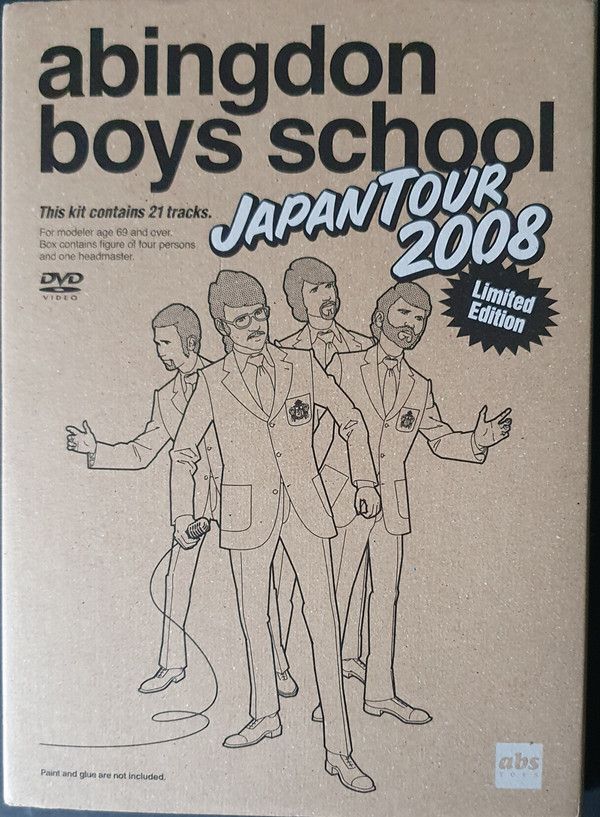 abingdon
boys school
JAPAN TOUR
2008
This kit contains 21 tracks.
For modeler age 69 and over.
Box contains figure of four persons
and one headmaster.
DVD
VIDEO
Limited
Edition
Paint and glue are not included.
abs
TOYS